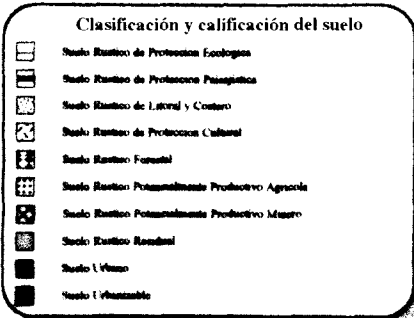 Clasificación y calificación del suelo
Suelo Rustico de Proteccion Ecologica
Suelo Rustico de Proteccion Paisajistica
Suelo Rustico de Litoral y Costero
Suelo Rustico de Proteccion Cultural
Suelo Rustico Forestal
Suelo Rustico Potencialmente Productivo Agricola
Suelo Rustico Potencialmente Productivo Minero
Suelo Rustico Residual
Suelo Urbano
Suelo Urbanizable